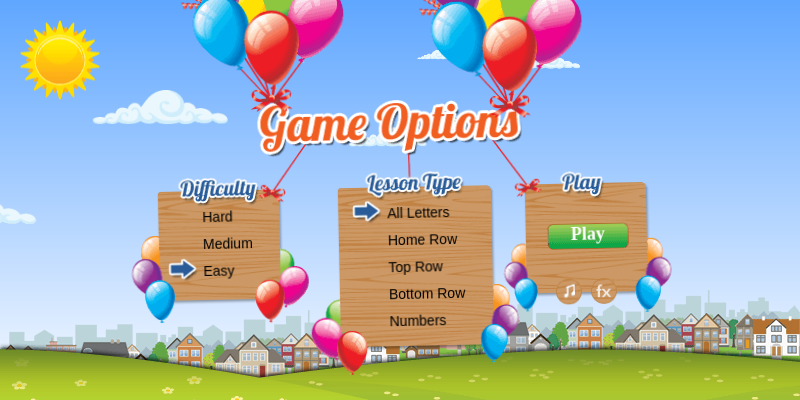 Game Options
Difficulty
Hard
Medium
Easy
Lesson Type
All Letters
Home Row
Top Row
Bottom Row
Numbers
Play
Play
fx